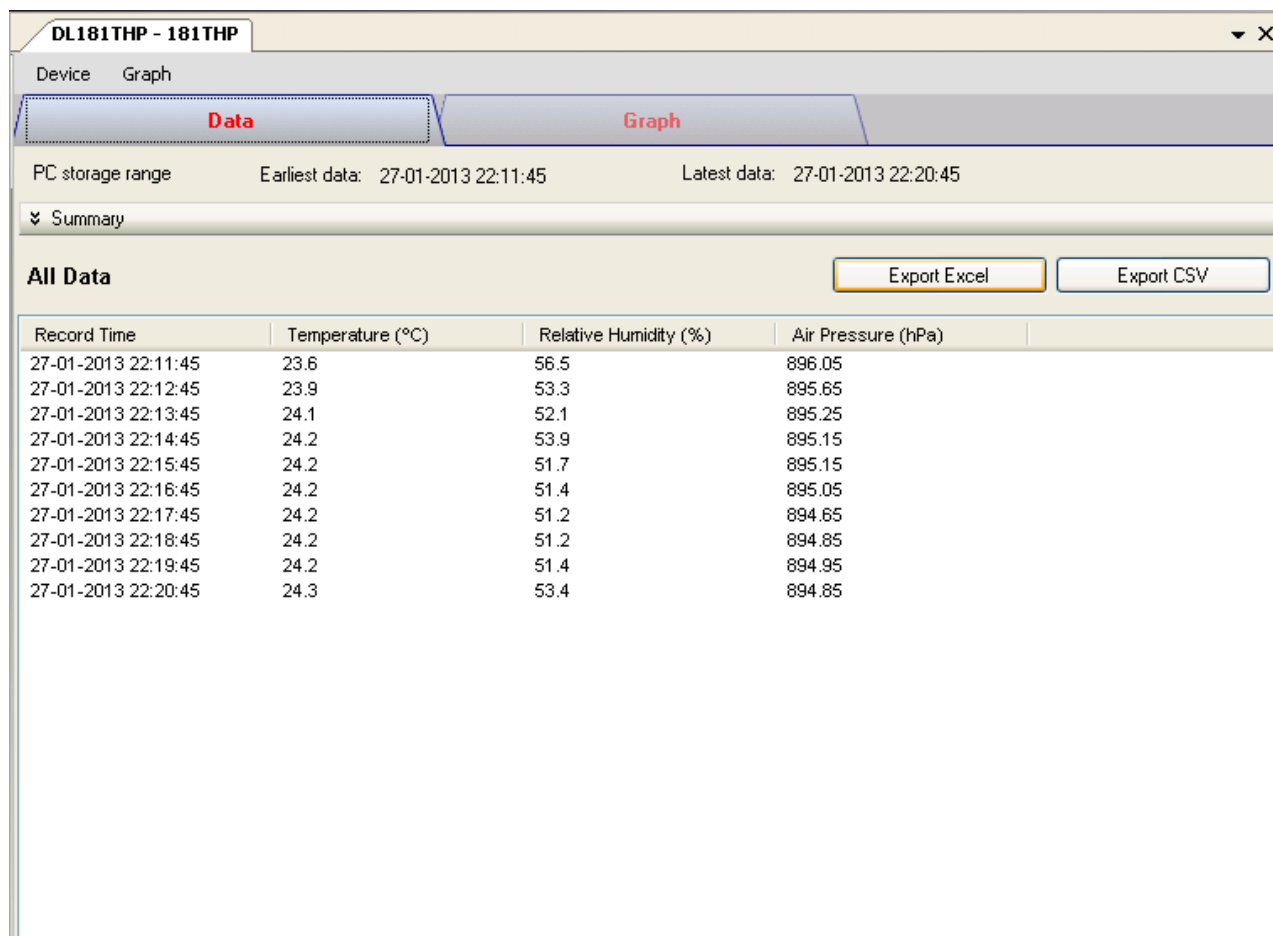 DL181THP - 181THP
Device Graph
Data Graph
PC storage range Earliest data: 27-01-2013 22:11:45 Latest data: 27-01-2013 22:20:45
Summary
All Data Export Excel Export CSV
Record Time Temperature (°C) Relative Humidity (%) Air Pressure (hPa)
27-01-2013 22:11:45 23.6 56.5 896.05
27-01-2013 22:12:45 23.9 53.3 895.65
27-01-2013 22:13:45 24.1 52.1 895.25
27-01-2013 22:14:45 24.2 53.9 895.15
27-01-2013 22:15:45 24.2 51.7 895.15
27-01-2013 22:16:45 24.2 51.4 895.05
27-01-2013 22:17:45 24.2 51.2 894.65
27-01-2013 22:18:45 24.2 51.2 894.85
27-01-2013 22:19:45 24.2 51.4 894.95
27-01-2013 22:20:45 24.3 53.4 894.85